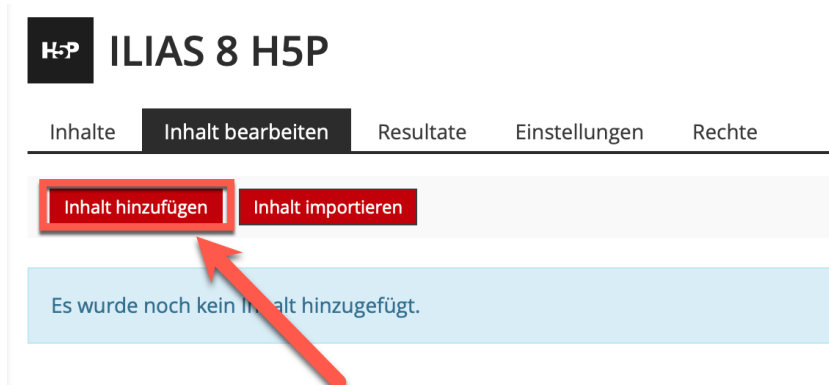 H5P ILIAS 8 H5P
Inhalte Inhalt bearbeiten Resultate Einstellungen Rechte
Inhalt hinzufügen Inhalt importieren
Es wurde noch kein Inhalt hinzugefügt.